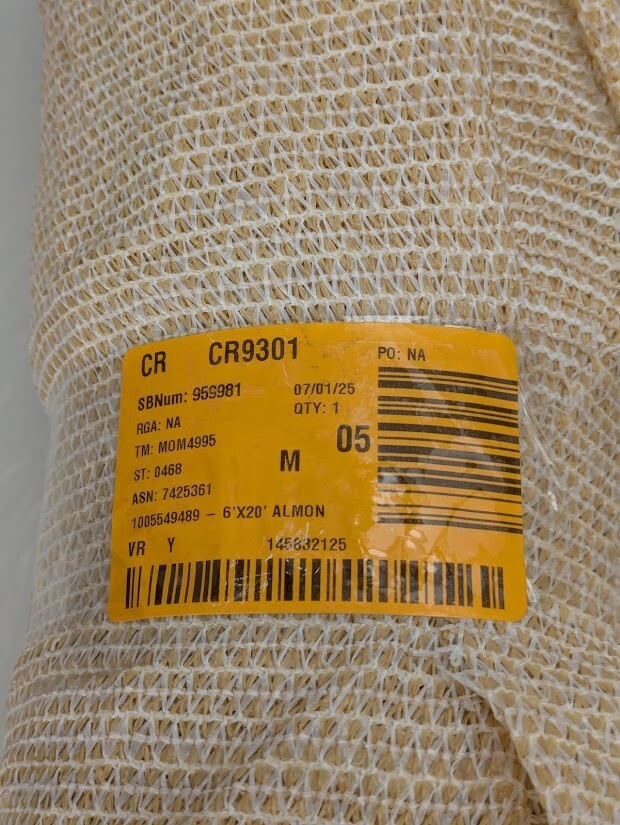 CR CR9301
PO: NA
SBNum: 959981
07/01/25
QTY: 1
RGA: NA
TM: MOM4995
05
M
ST: 0468
ASN: 7425361
1005549489 – 6'X20' ALMON
VR Y
145832125